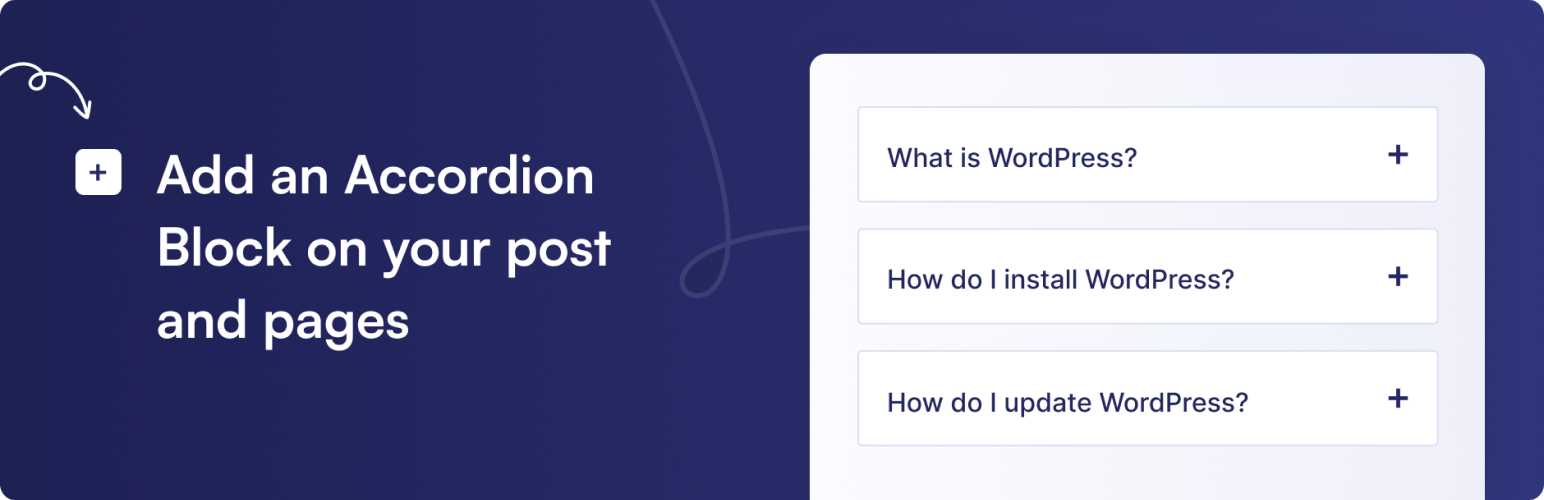 Add an Accordion
Block on your post
and pages
What is WordPress?
How do I install WordPress?
How do I update WordPress?